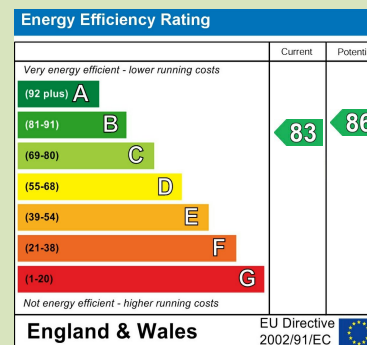 Energy Efficiency Rating
Current Potenti
Very energy efficient - lower running costs
(92 plus) A
(81-91) B
83 86
(69-80) C
(55-68) D
(39-54) E
(21-38) F
(1-20) G
Not energy efficient - higher running costs
England & Wales
EU Directive
2002/91/EC